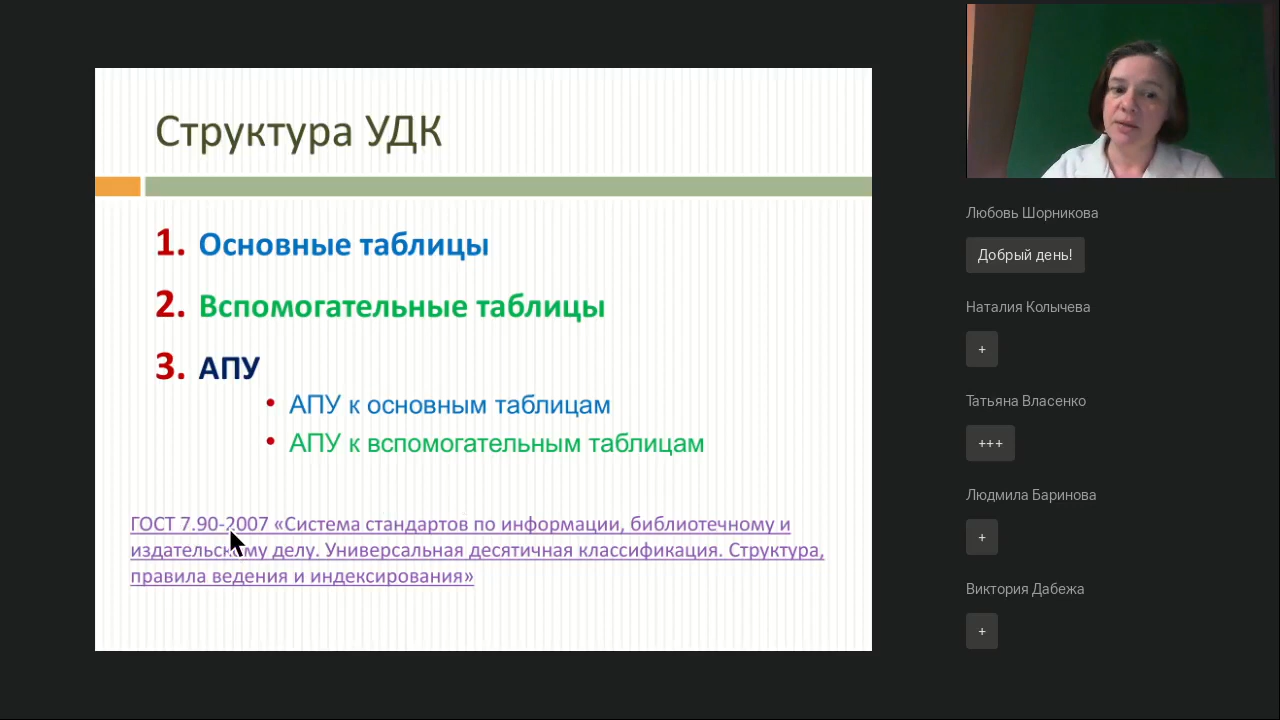 Структура УДК
1. Основные таблицы
2. Вспомогательные таблицы
3. АПУ
• АПУ к основным таблицам
• АПУ к вспомогательным таблицам
ГОСТ 7.90-2007 «Система стандартов по информации, библиотечному и
издательскому делу. Универсальная десятичная классификация. Структура,
правила ведения и индексирования»
Любовь Шорникова
Добрый день!
Наталия Колычева
+
Татьяна Власенко
+++
Людмила Баринова
+
Виктория Дабежа
+